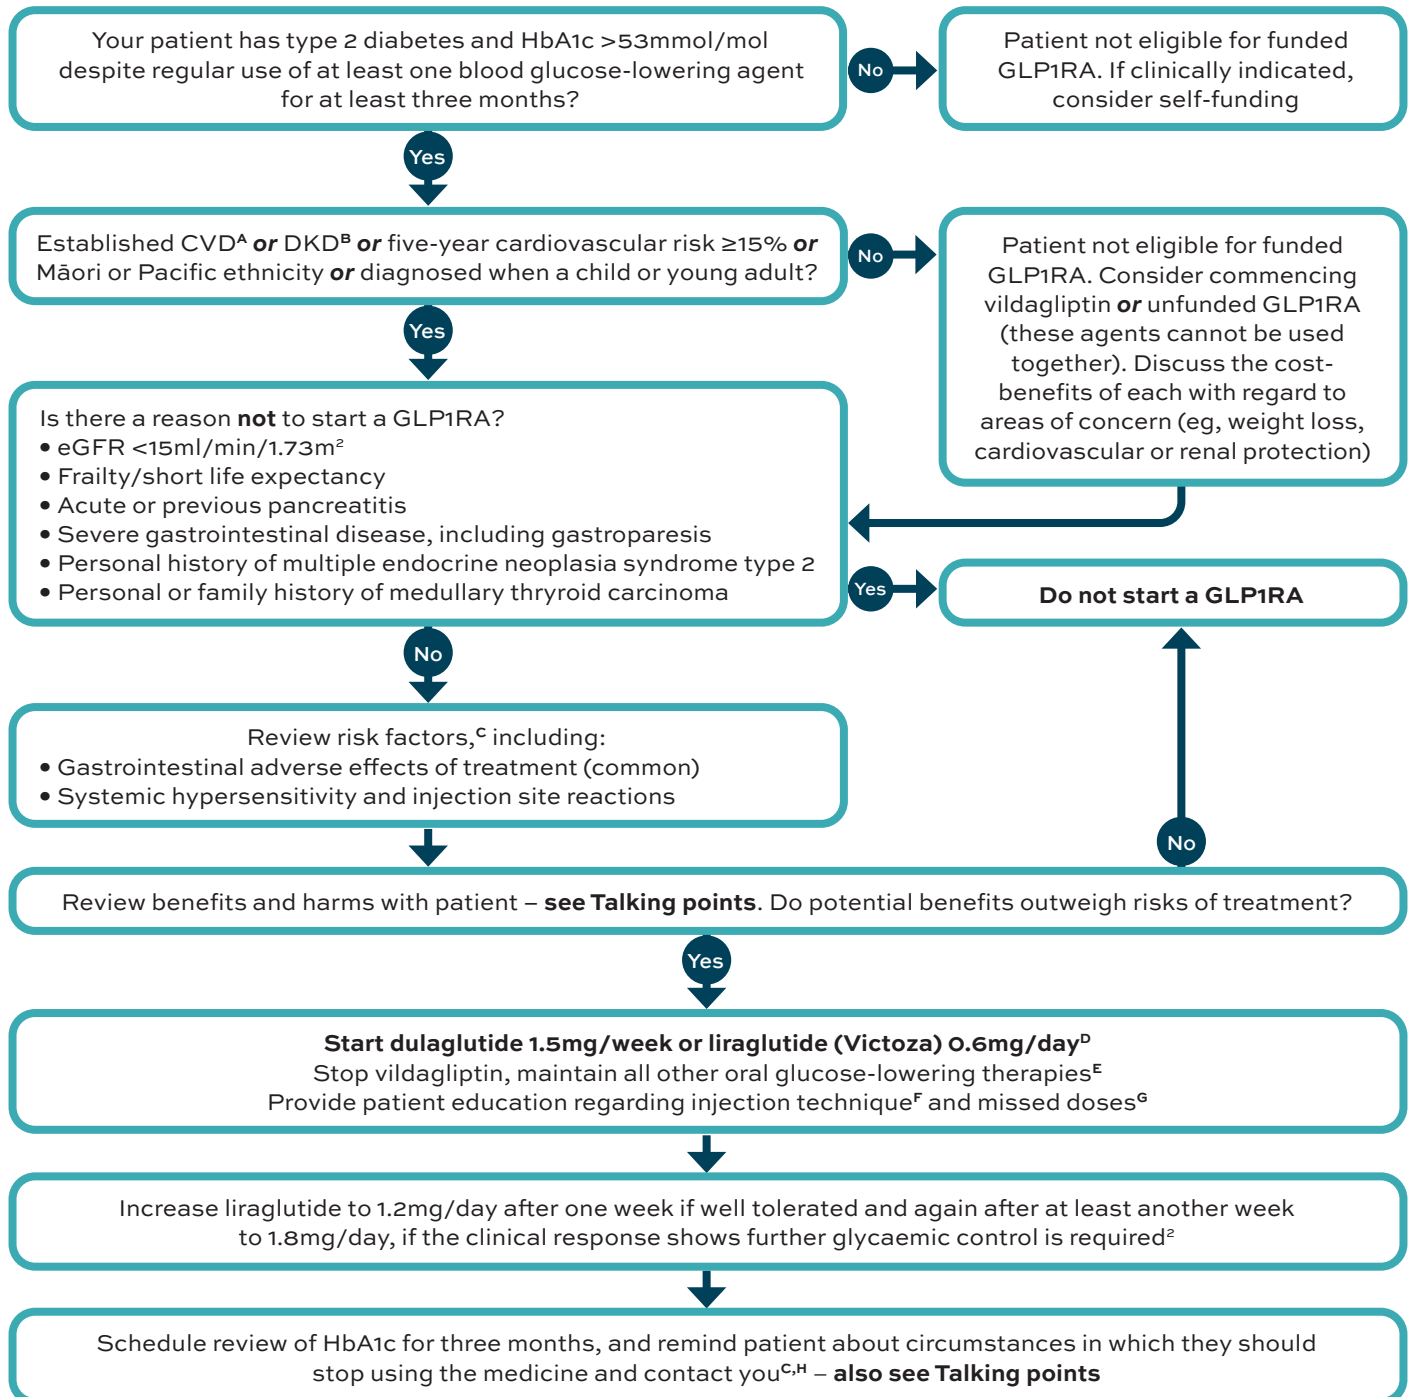 Your patient has type 2 diabetes and HbA1c >53mmol/mol
despite regular use of at least one blood glucose-lowering agent
for at least three months?
No
Patient not eligible for funded
GLP1RA. If clinically indicated,
consider self-funding
Yes
Established CVDᴬ or DKDᴮ or five-year cardiovascular risk ≥15% or
Māori or Pacific ethnicity or diagnosed when a child or young adult?
No
Patient not eligible for funded
GLP1RA. Consider commencing
vildagliptin or unfunded GLP1RA
(these agents cannot be used
together). Discuss the cost-
benefits of each with regard to
areas of concern (eg, weight loss,
cardiovascular or renal protection)
Yes
Is there a reason not to start a GLP1RA?
• eGFR <15ml/min/1.73m²
• Frailty/short life expectancy
• Acute or previous pancreatitis
• Severe gastrointestinal disease, including gastroparesis
• Personal history of multiple endocrine neoplasia syndrome type 2
• Personal or family history of medullary thryroid carcinoma
Yes
Do not start a GLP1RA
No
Review risk factors,ᶜ including:
• Gastrointestinal adverse effects of treatment (common)
• Systemic hypersensitivity and injection site reactions
No
Review benefits and harms with patient – see Talking points. Do potential benefits outweigh risks of treatment?
Yes
Start dulaglutide 1.5mg/week or liraglutide (Victoza) 0.6mg/dayᴰ
Stop vildagliptin, maintain all other oral glucose-lowering therapiesᴱ
Provide patient education regarding injection techniqueF and missed dosesᴳ
Increase liraglutide to 1.2mg/day after one week if well tolerated and again after at least another week
to 1.8mg/day, if the clinical response shows further glycaemic control is required²
Schedule review of HbA1c for three months, and remind patient about circumstances in which they should
stop using the medicine and contact youᶜ,ᴴ – also see Talking points